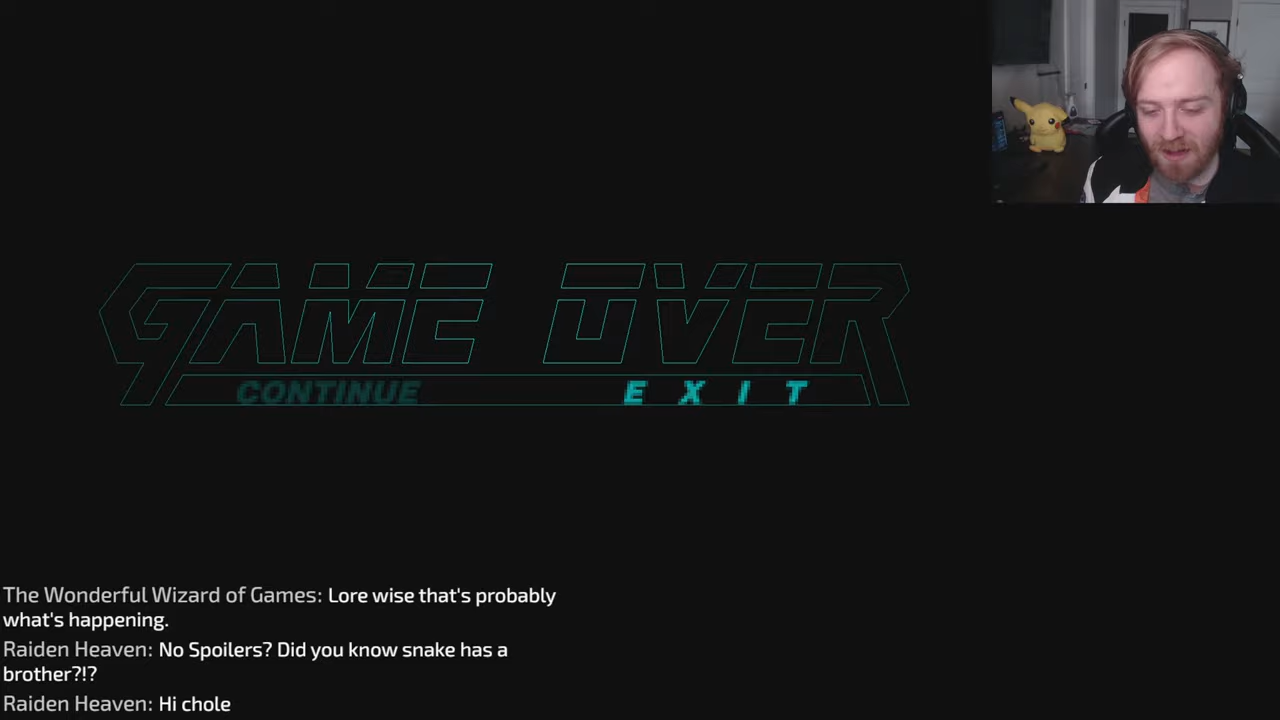 GAME OVER
CONTINUE EXIT
The Wonderful Wizard of Games: Lore wise that's probably
what's happening.
Raiden Heaven: No Spoilers? Did you know snake has a
brother?!?
Raiden Heaven: Hi chole